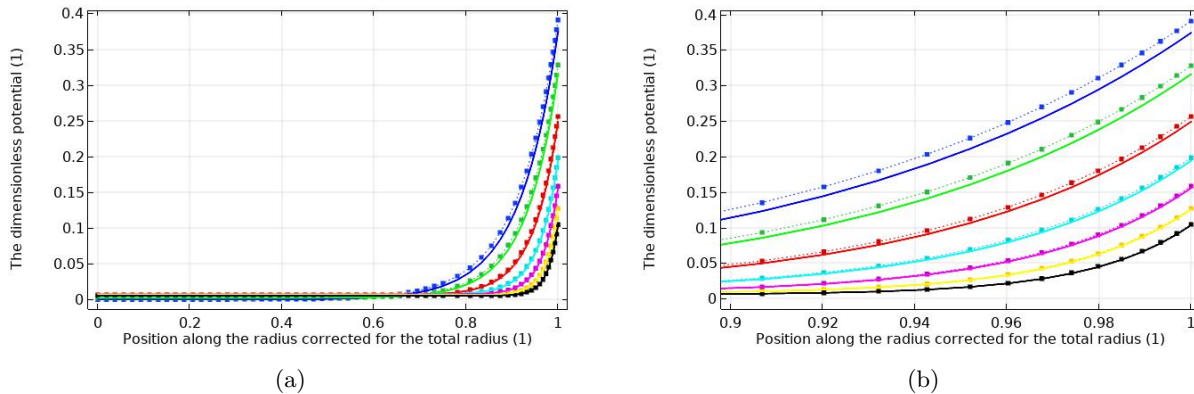 The dimensionless potential (1)
0.4
0.35
0.3
0.25
0.2
0.15
0.1
0.05
0
0 0.2 0.4 0.6 0.8 1
Position along the radius corrected for the total radius (1)
(a)
The dimensionless potential (1)
0.4
0.35
0.3
0.25
0.2
0.15
0.1
0.05
0
0.9 0.92 0.94 0.96 0.98 1
Position along the radius corrected for the total radius (1)
(b)